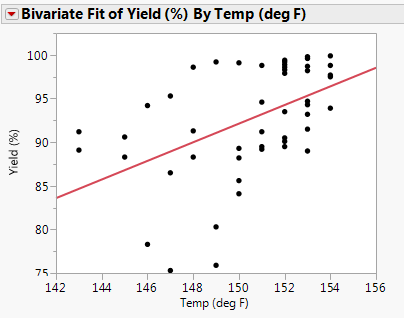 Bivariate Fit of Yield (%) By Temp (deg F)
100
95
90
85
80
75
Yield (%)
142 144 146 148 150 152 154 156
Temp (deg F)